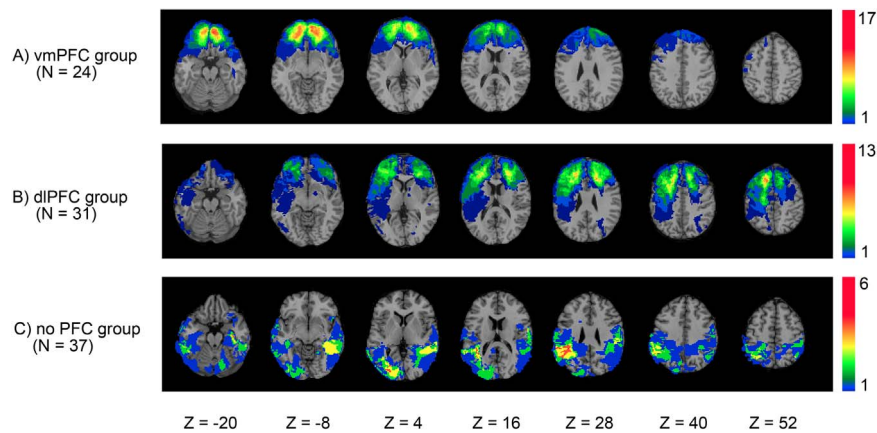 A) vmPFC group
(N = 24)
17
1
B) dlPFC group
(N = 31)
13
1
C) no PFC group
(N = 37)
6
1
Z = -20 Z = -8 Z = 4 Z = 16 Z = 28 Z = 40 Z = 52